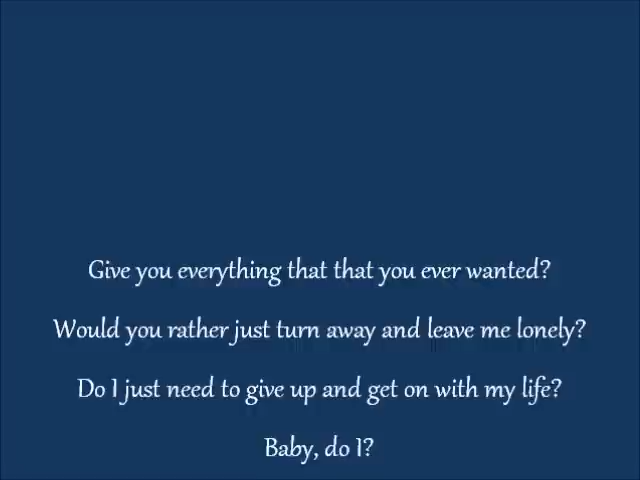 Give you everything that that you ever wanted?
Would you rather just turn away and leave me lonely?
Do I just need to give up and get on with my life?
Baby, do I?